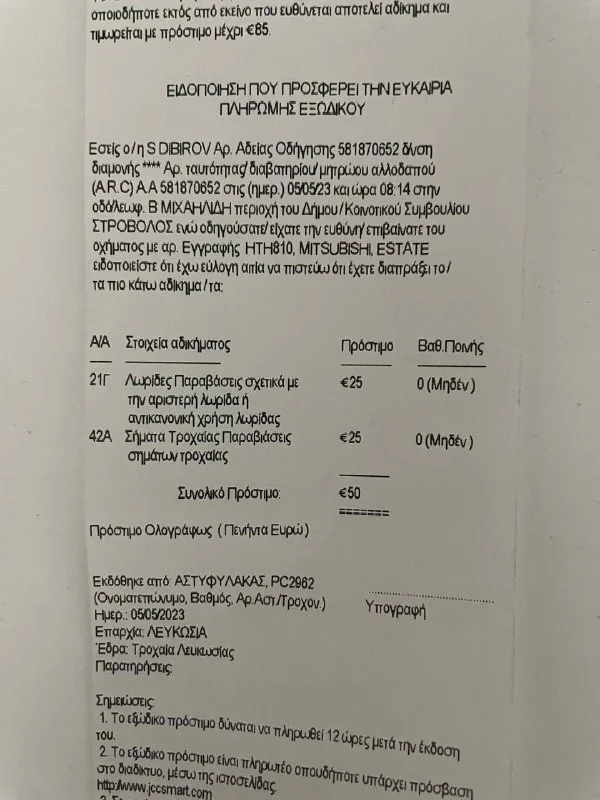 οποιοδήποτε εκτός από εκείνο που ευθύνεται αποτελεί αδίκημα και
τιμωρείται με πρόστιμο μέχρι €85.
ΕΙΔΟΠΟΙΗΣΗ ΠΟΥ ΠΡΟΣΦΕΡΕΙ ΤΗΝ ΕΥΚΑΙΡΙΑ
ΠΛΗΡΩΜΗΣ ΕΞΩΔΙΚΟΥ
Εσείς ο/η S DIBIROV Αρ. Αδείας Οδήγησης 581870652 δ/νση
διαμονής **** Αρ. ταυτότητας/διαβατηρίου/μητρώου αλλοδαπού
(A.R.C) Α.Α 581870652 στις (ημερ.) 05/05/23 και ώρα 08:14 στην
οδό/λεωφ. Β ΜΙΧΑΗΛΙΔΗ περιοχή του Δήμου/Κοινοτικού Συμβουλίου
ΣΤΡΟΒΟΛΟΣ ενώ οδηγούσατε/είχατε την ευθύνη/επιβαίνατε του
οχήματος με αρ. Εγγραφής HTH810, MITSUBISHI, ESTATE
ειδοποιείστε ότι έχω εύλογη αιτία να πιστεύω ότι έχετε διαπράξει το/
τα πιο κάτω αδίκημα/τα:
Α/Α Στοιχεία αδικήματος Πρόστιμο Βαθ.Ποινής
21Γ Λωρίδες Παραβάσεις σχετικά με €25 0 (Μηδέν)
την αριστερή λωρίδα ή
αντικανονική χρήση λωρίδας
42Α Σήματα Τροχαίας Παραβιάσεις €25 0 (Μηδέν)
σημάτων τροχαίας
Συνολικό Πρόστιμο: €50
=======
Πρόστιμο Ολογράφως (Πενήντα Ευρώ)
Εκδόθηκε από: ΑΣΤΥΦΥΛΑΚΑΣ, PC2962
(Ονοματεπώνυμο, Βαθμός, Αρ.Αστ/Τροχον.) Υπογραφή
Ημερ.: 05/05/2023
Επαρχία: ΛΕΥΚΩΣΙΑ
Έδρα: Τροχαία Λευκωσίας
Παρατηρήσεις:
Σημειώσεις:
1. Το εξώδικο πρόστιμο δύναται να πληρωθεί 12 ώρες μετά την έκδοση
του.
2. Το εξώδικο πρόστιμο είναι πληρωτέο οπουδήποτε υπάρχει πρόσβαση
στο διαδίκτυο, μέσω της ιστοσελίδας
http://www.jccsmart.com